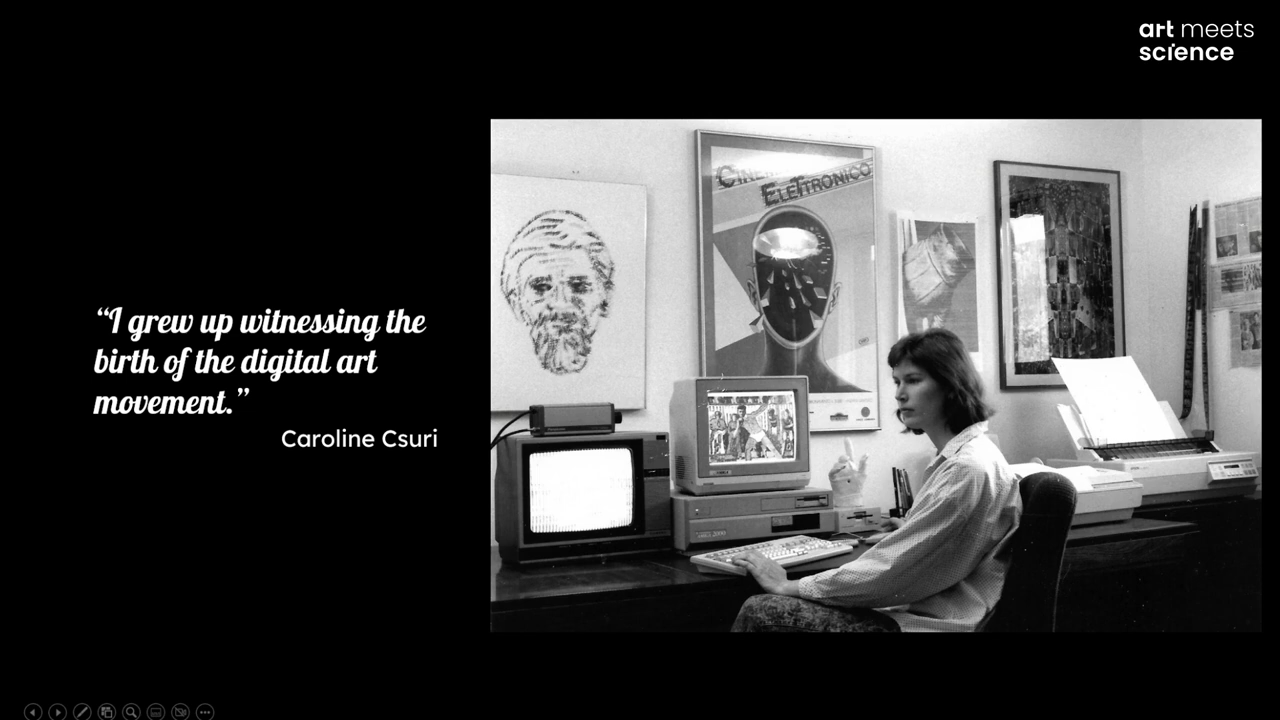 art meets
science
“I grew up witnessing the
birth of the digital art
movement.”
Caroline Csuri
ELETTRONICO